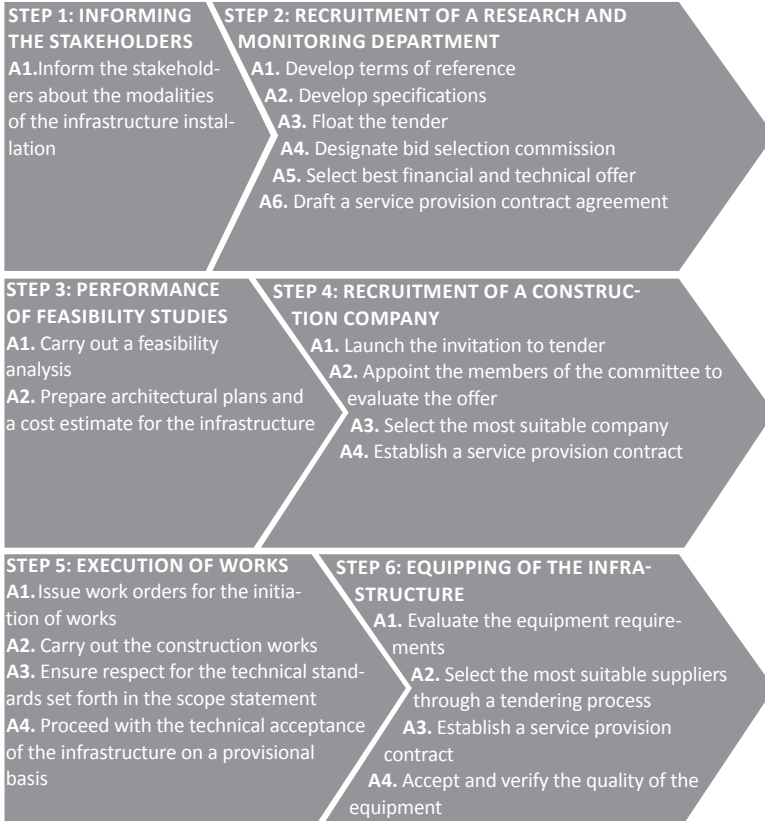 STEP 1: INFORMING
THE STAKEHOLDERS
A1.Inform the stakehold-
ers about the modalities
of the infrastructure instal-
lation
STEP 2: RECRUITMENT OF A RESEARCH AND
MONITORING DEPARTMENT
A1. Develop terms of reference
A2. Develop specifications
A3. Float the tender
A4. Designate bid selection commission
A5. Select best financial and technical offer
A6. Draft a service provision contract agreement
STEP 3: PERFORMANCE
OF FEASIBILITY STUDIES
A1. Carry out a feasibility
analysis
A2. Prepare architectural plans and
a cost estimate for the infrastructure
STEP 4: RECRUITMENT OF A CONSTRUC-
TION COMPANY
A1. Launch the invitation to tender
A2. Appoint the members of the committee to
evaluate the offer
A3. Select the most suitable company
A4. Establish a service provision contract
STEP 5: EXECUTION OF WORKS
A1. Issue work orders for the initia-
tion of works
A2. Carry out the construction works
A3. Ensure respect for the technical stand-
ards set forth in the scope statement
A4. Proceed with the technical acceptance
of the infrastructure on a provisional
basis
STEP 6: EQUIPPING OF THE INFRA-
STRUCTURE
A1. Evaluate the equipment require-
ments
A2. Select the most suitable suppliers
through a tendering process
A3. Establish a service provision
contract
A4. Accept and verify the quality of the
equipment